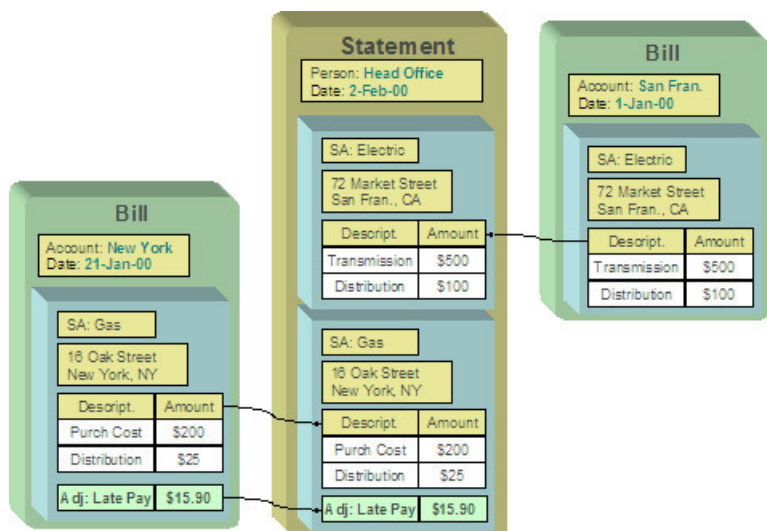 Statement
Person: Head Office
Date: 2-Feb-00
SA: Electric
72 Market Street
San Fran., CA
Descript. Amount
Transmission $500
Distribution $100
SA: Gas
16 Oak Street
New York, NY
Descript. Amount
Purch Cost $200
Distribution $25
Adj: Late Pay $15.90
Bill
Account: San Fran.
Date: 1-Jan-00
SA: Electric
72 Market Street
San Fran., CA
Descript. Amount
Transmission $500
Distribution $100
Bill
Account: New York
Date: 21-Jan-00
SA: Gas
16 Oak Street
New York, NY
Descript. Amount
Purch Cost $200
Distribution $25
Adj: Late Pay $15.90